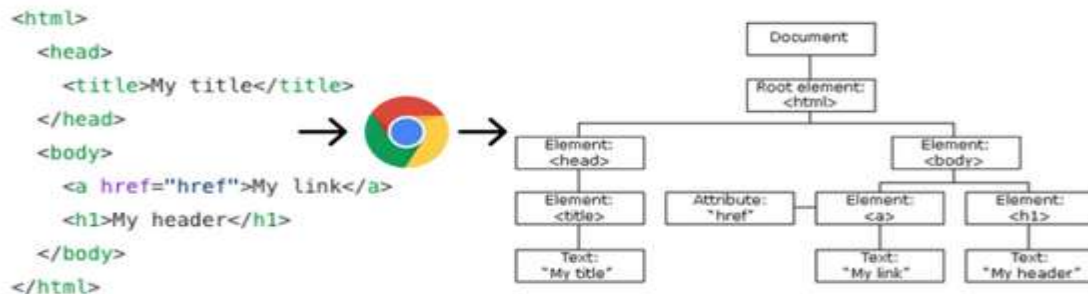 <html>
<head>
<title>My title</title>
</head>
<body>
<a href="href">My link</a>
<h1>My header</h1>
</body>
</html>
Document
Root element:
<html>
Element:
<head>
Element:
<body>
Element:
<title>
Attribute:
"href"
Element:
<a>
Element:
<h1>
Text:
"My title"
Text:
"My link"
Text:
"My header"